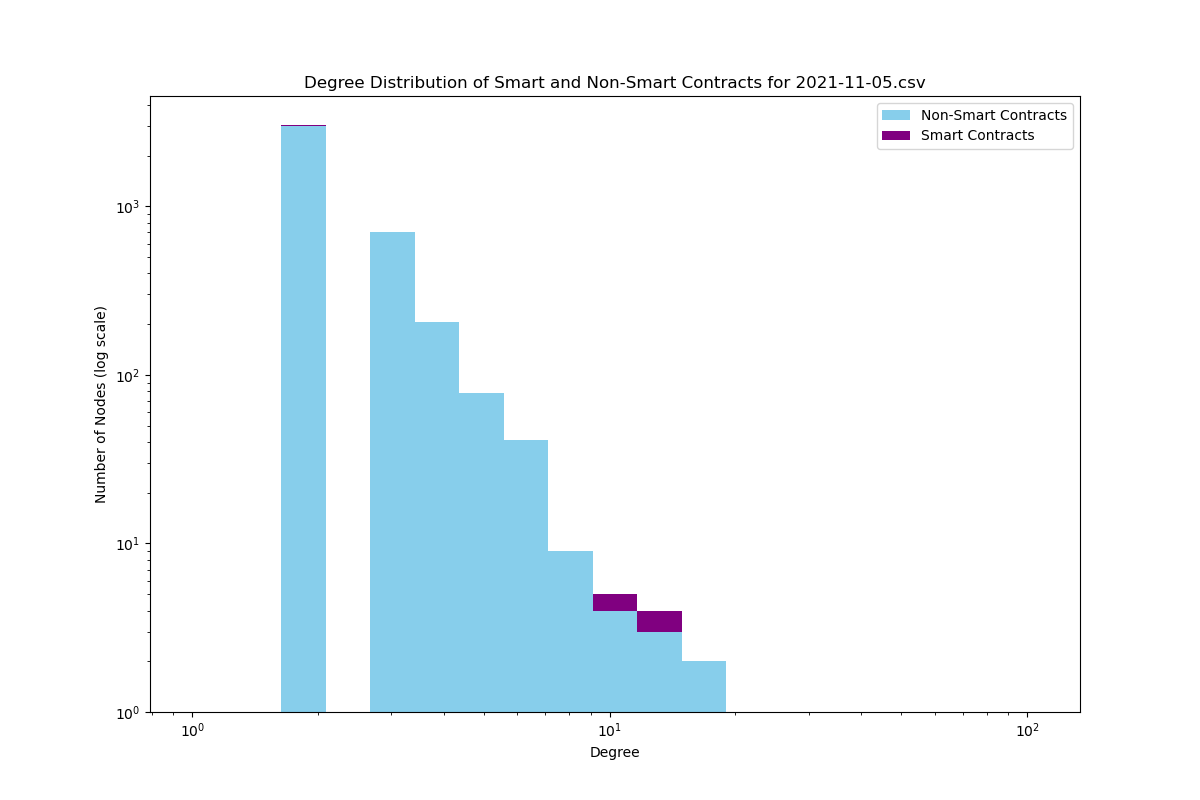 Degree Distribution of Smart and Non-Smart Contracts for 2021-11-05.csv
Non-Smart Contracts
Smart Contracts
Number of Nodes (log scale)
10³
10²
10¹
10⁰
10⁰ 10¹ 10²
Degree